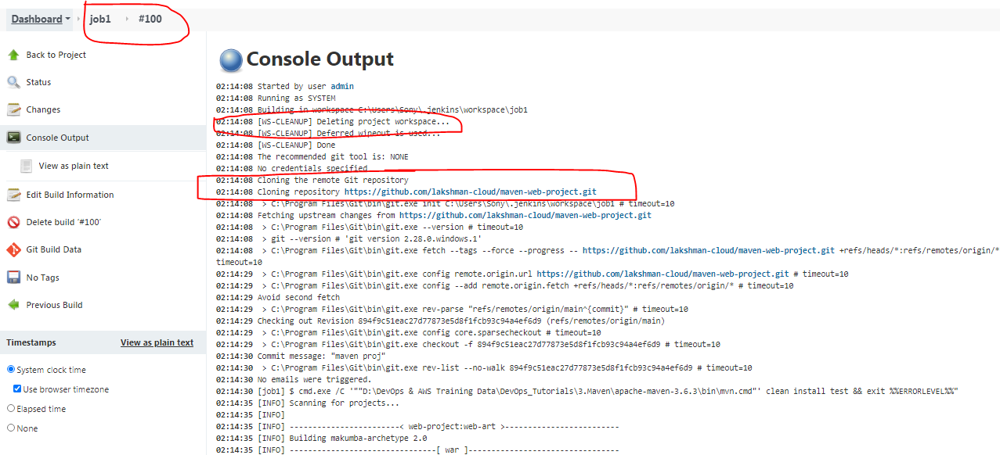 Dashboard job1 #100
Back to Project
Status
Changes
Console Output
View as plain text
Edit Build Information
Delete build ‘#100’
Git Build Data
No Tags
Previous Build
Timestamps View as plain text
System clock time
Use browser timezone
Elapsed time
None
Console Output
02:14:08 Started by user admin
02:14:08 Running as SYSTEM
02:14:08 Building in workspace C:\Users\Sony\.jenkins\workspace\job1
02:14:08 [WS-CLEANUP] Deleting project workspace...
02:14:08 [WS-CLEANUP] Deferred wipeout is used...
02:14:08 [WS-CLEANUP] Done
02:14:08 The recommended git tool is: NONE
02:14:08 No credentials specified
02:14:08 Cloning the remote Git repository
02:14:08 Cloning repository https://github.com/lakshman-cloud/maven-web-project.git
02:14:08 > C:\Program Files\Git\bin\git.exe init C:\Users\Sony\.jenkins\workspace\job1 # timeout=10
02:14:08 Fetching upstream changes from https://github.com/lakshman-cloud/maven-web-project.git
02:14:08 > C:\Program Files\Git\bin\git.exe --version # timeout=10
02:14:08 > git --version # 'git version 2.28.0.windows.1'
02:14:08 > C:\Program Files\Git\bin\git.exe fetch --tags --force --progress -- https://github.com/lakshman-cloud/maven-web-project.git +refs/heads/*:refs/remotes/origin/*
timeout=10
02:14:29 > C:\Program Files\Git\bin\git.exe config remote.origin.url https://github.com/lakshman-cloud/maven-web-project.git # timeout=10
02:14:29 > C:\Program Files\Git\bin\git.exe config --add remote.origin.fetch +refs/heads/*:refs/remotes/origin/* # timeout=10
02:14:29 Avoid second fetch
02:14:29 > C:\Program Files\Git\bin\git.exe rev-parse "refs/remotes/origin/main^{commit}" # timeout=10
02:14:29 Checking out Revision 894f9c51eac27d77873e5d8f1fcb93c94a4ef6d9 (refs/remotes/origin/main)
02:14:29 > C:\Program Files\Git\bin\git.exe config core.sparsecheckout # timeout=10
02:14:29 > C:\Program Files\Git\bin\git.exe checkout -f 894f9c51eac27d77873e5d8f1fcb93c94a4ef6d9 # timeout=10
02:14:30 Commit message: "maven proj"
02:14:30 > C:\Program Files\Git\bin\git.exe rev-list --no-walk 894f9c51eac27d77873e5d8f1fcb93c94a4ef6d9 # timeout=10
02:14:30 No emails were triggered.
02:14:30 [job1] $ cmd.exe /C '""D:\DevOps & AWS Training Data\DevOps_Tutorials\3.Maven\apache-maven-3.6.3\bin\mvn.cmd"' clean install test && exit %%ERRORLEVEL%%"
02:14:35 [INFO] Scanning for projects...
02:14:35 [INFO]
02:14:35 [INFO] -------------------------< web-project:web-art >--------------------------
02:14:35 [INFO] Building makumba-archetype 2.0
02:14:35 [INFO] --------------------------------[ war ]---------------------------------